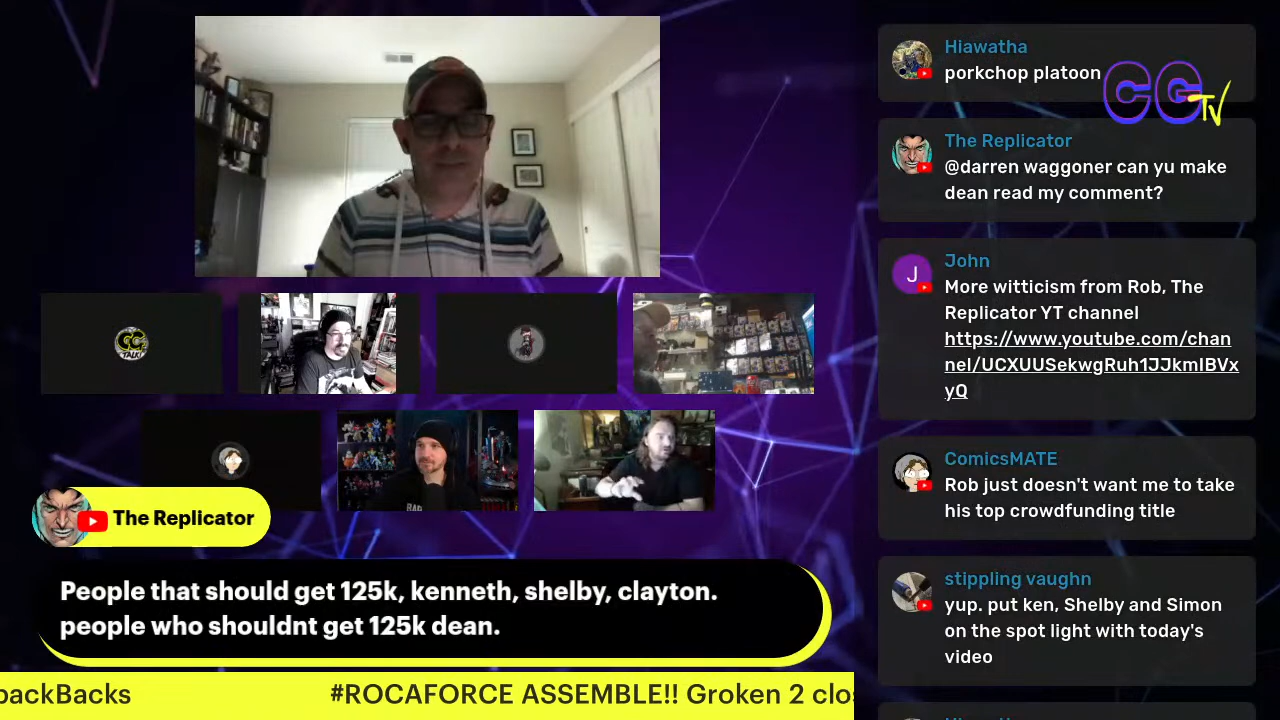 Hiawatha
porkchop platoon
CG TV
The Replicator
@darren waggoner can yu make
dean read my comment?
John
J
More witticism from Rob, The
Replicator YT channel
https://www.youtube.com/chan
nel/UCXUUSekwgRuh1JJkmIBVx
yQ
ComicsMATE
Rob just doesn't want me to take
his top crowdfunding title
stippling vaughn
yup. put ken, Shelby and Simon
on the spot light with today's
video
The Replicator
People that should get 125k, kenneth, shelby, clayton.
people who shouldnt get 125k dean.
backBacks
#ROCAFORCE ASSEMBLE!! Groken 2 clo